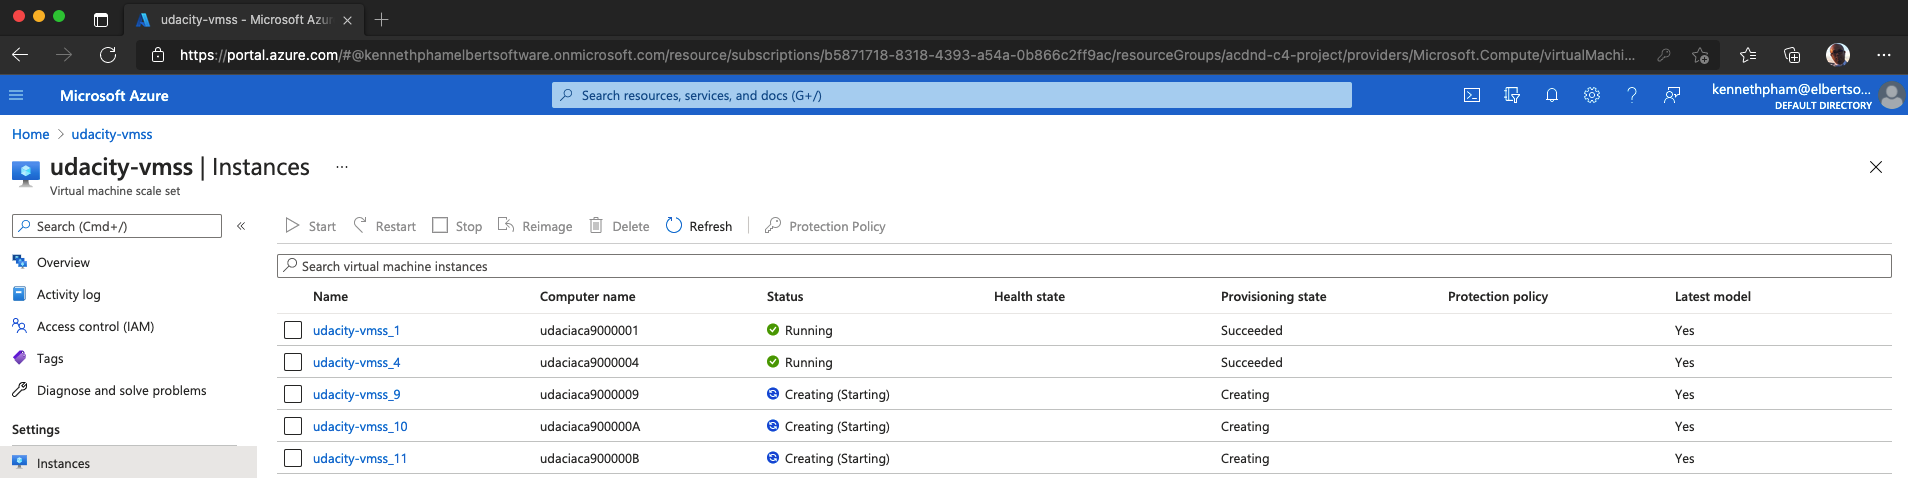 udacity-vmss - Microsoft Azur
https://portal.azure.com/#@kennethphamelbertsoftware.onmicrosoft.com/resource/subscriptions/b5871718-8318-4393-a54a-0b866c2ff9ac/resourceGroups/acdnd-c4-project/providers/Microsoft.Compute/virtualMachi...
Microsoft Azure
Search resources, services, and docs (G+/)
kennethpham@elbertso...
DEFAULT DIRECTORY
Home > udacity-vmss
udacity-vmss | Instances ...
Virtual machine scale set
Search (Cmd+/) «
Start Restart Stop Reimage Delete Refresh Protection Policy
Overview
Activity log
Access control (IAM)
Tags
Diagnose and solve problems
Settings
Instances
Search virtual machine instances
Name Computer name Status Health state Provisioning state Protection policy Latest model
udacity-vmss_1 udaciaca9000001 Running Succeeded Yes
udacity-vmss_4 udaciaca9000004 Running Succeeded Yes
udacity-vmss_9 udaciaca9000009 Creating (Starting) Creating Yes
udacity-vmss_10 udaciaca900000A Creating (Starting) Creating Yes
udacity-vmss_11 udaciaca900000B Creating (Starting) Creating Yes